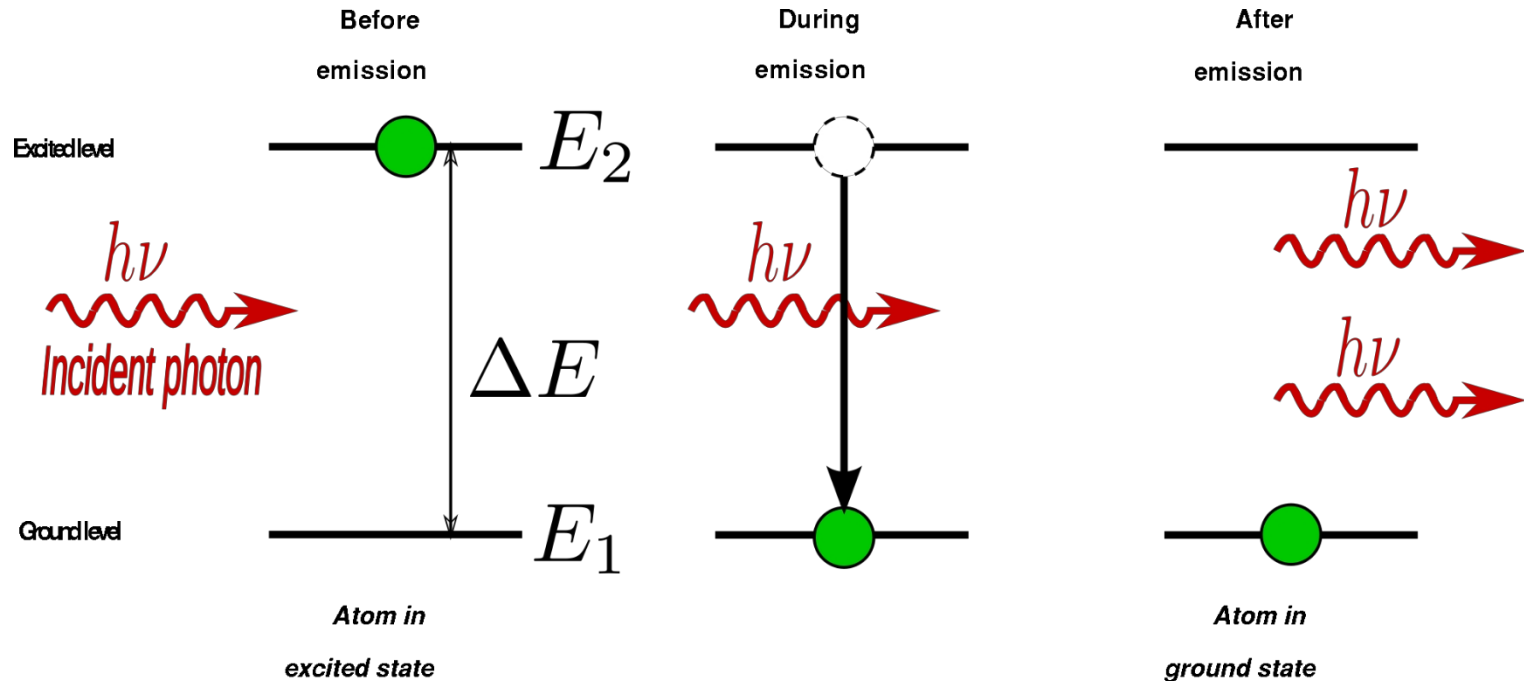 Before
emission
During
emission
After
emission
Excited level
E₂
hν
Incident photon
ΔE
hν
hν
hν
Ground level
E₁
Atom in
excited state
Atom in
ground state